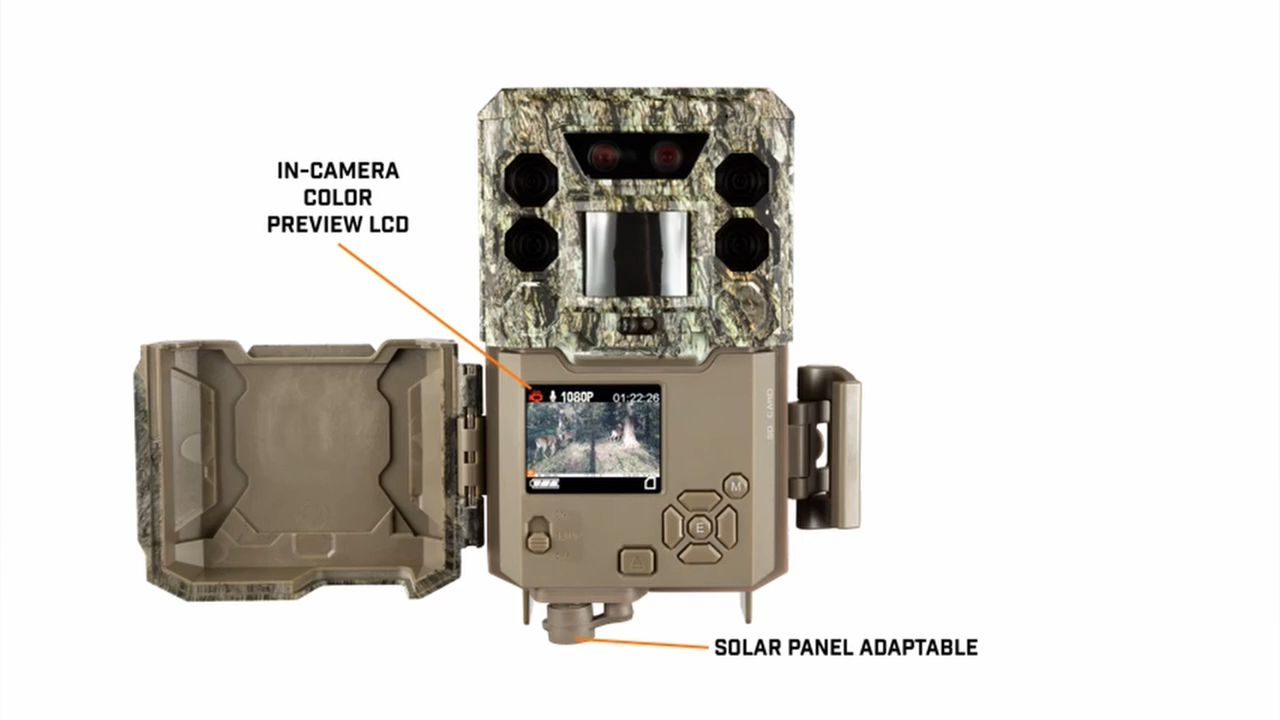 IN-CAMERA
COLOR
PREVIEW LCD
1080P 01:22:26
SD CARD
M
E
SOLAR PANEL ADAPTABLE